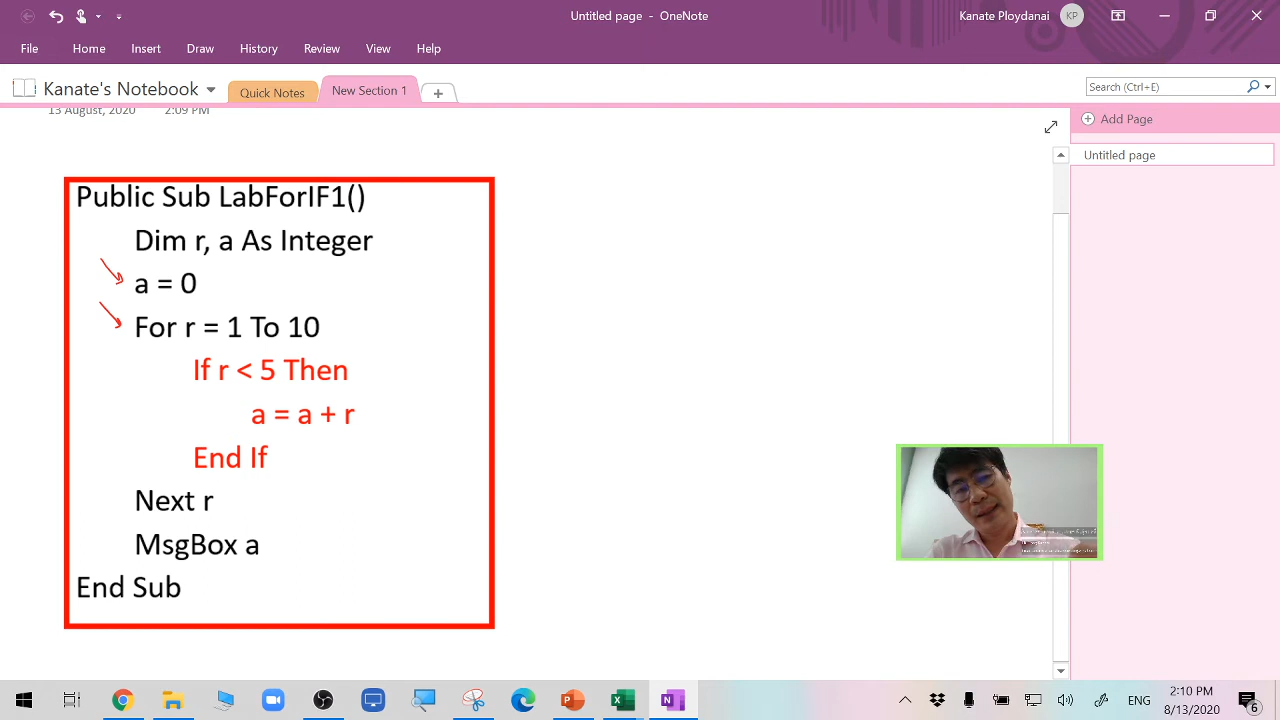 Untitled page - OneNote
Kanate Ploydanai KP
File Home Insert Draw History Review View Help
Kanate's Notebook Quick Notes New Section 1 Search (Ctrl+E)
13 August, 2020 2:09 PM
Add Page
Untitled page
Public Sub LabForIF1()
Dim r, a As Integer
a = 0
For r = 1 To 10
If r < 5 Then
a = a + r
End If
Next r
MsgBox a
End Sub
ENG 2:10 PM
8/13/2020 6